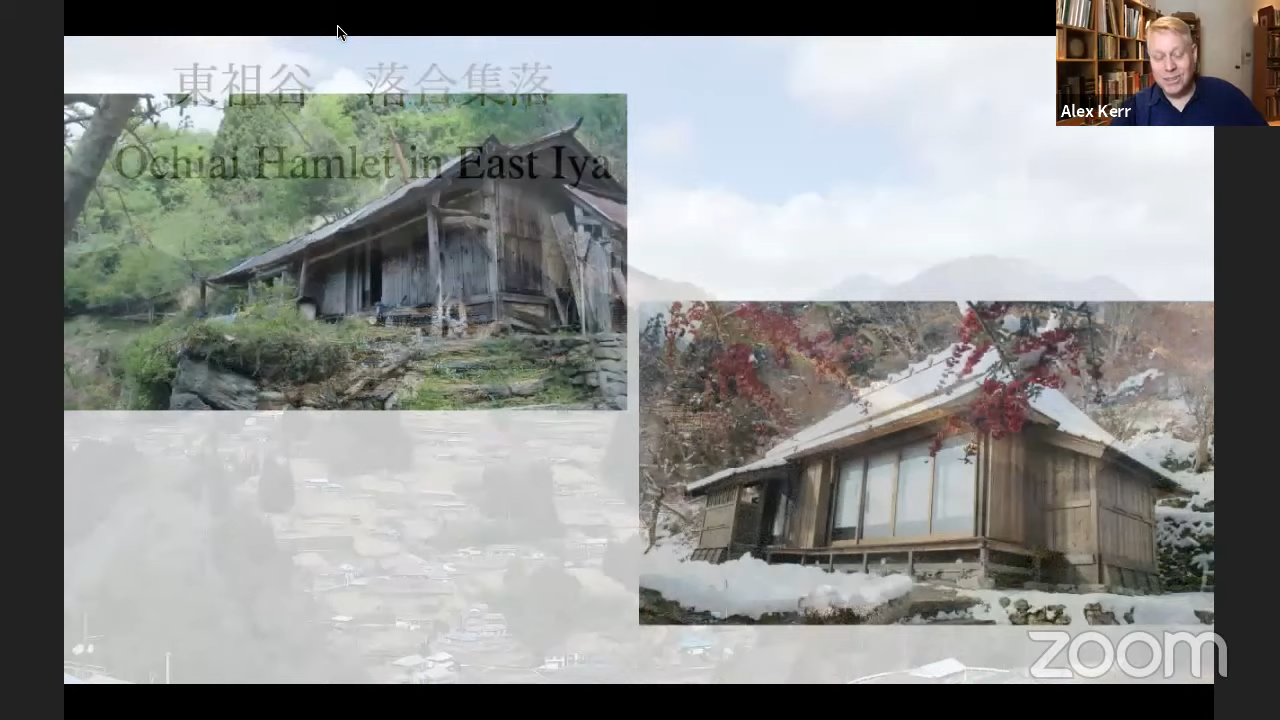 東祖谷　落合集落
Ochiai Hamlet in East Iya
Alex Kerr
zoom